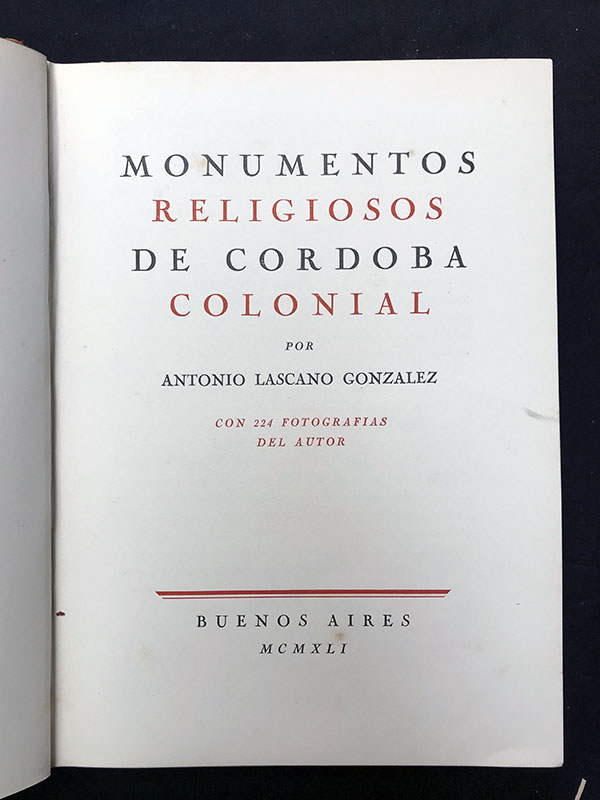 MONUMENTOS
RELIGIOSOS
DE CORDOBA
COLONIAL
POR
ANTONIO LASCANO GONZALEZ
CON 224 FOTOGRAFIAS
DEL AUTOR
BUENOS AIRES
MCMXLI